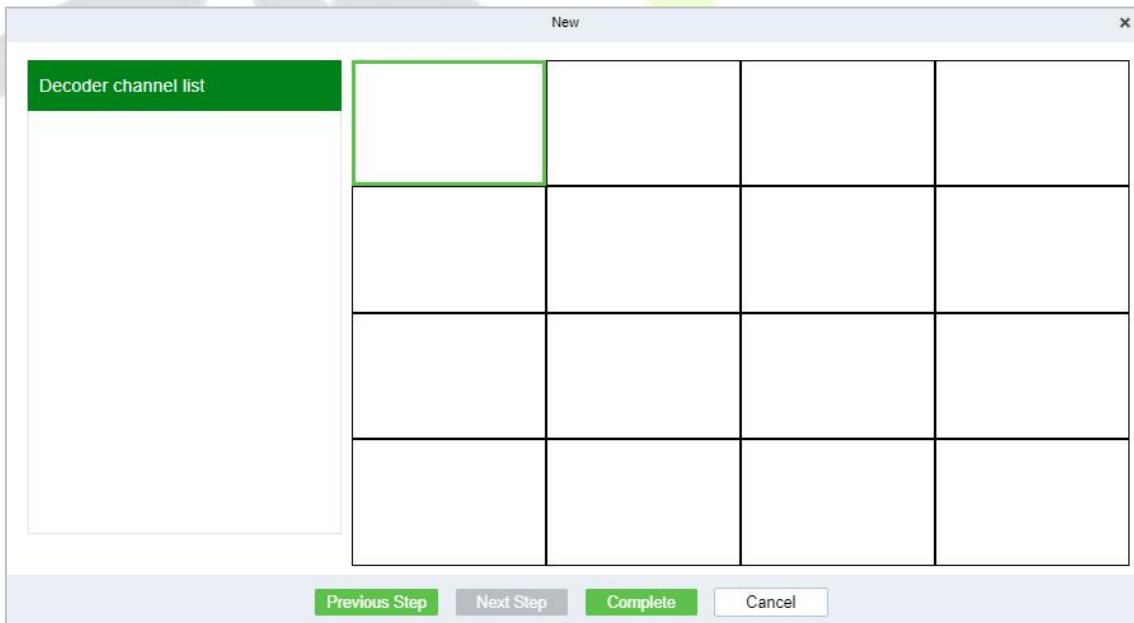 New
×
Decoder channel list
Previous Step
Next Step
Complete
Cancel